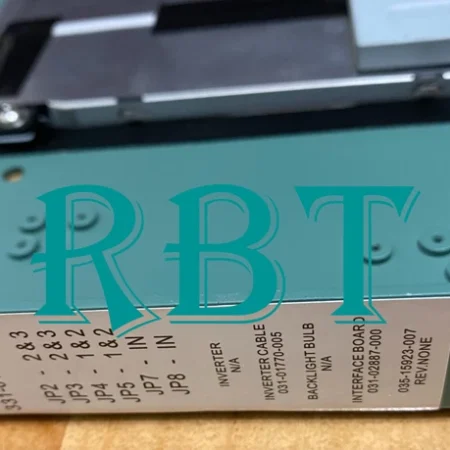 RBT
2 & 3
JP2 - 2 & 3
JP3 - 1 & 2
JP4 - 1 & 2
JP5 - IN
JP7 - IN
JP8 - IN
INVERTER
N/A
INVERTER CABLE
031-01770-005
BACKLIGHT BULB
N/A
INTERFACE BOARD
031-02887-000
035-15923-007
REV.NONE